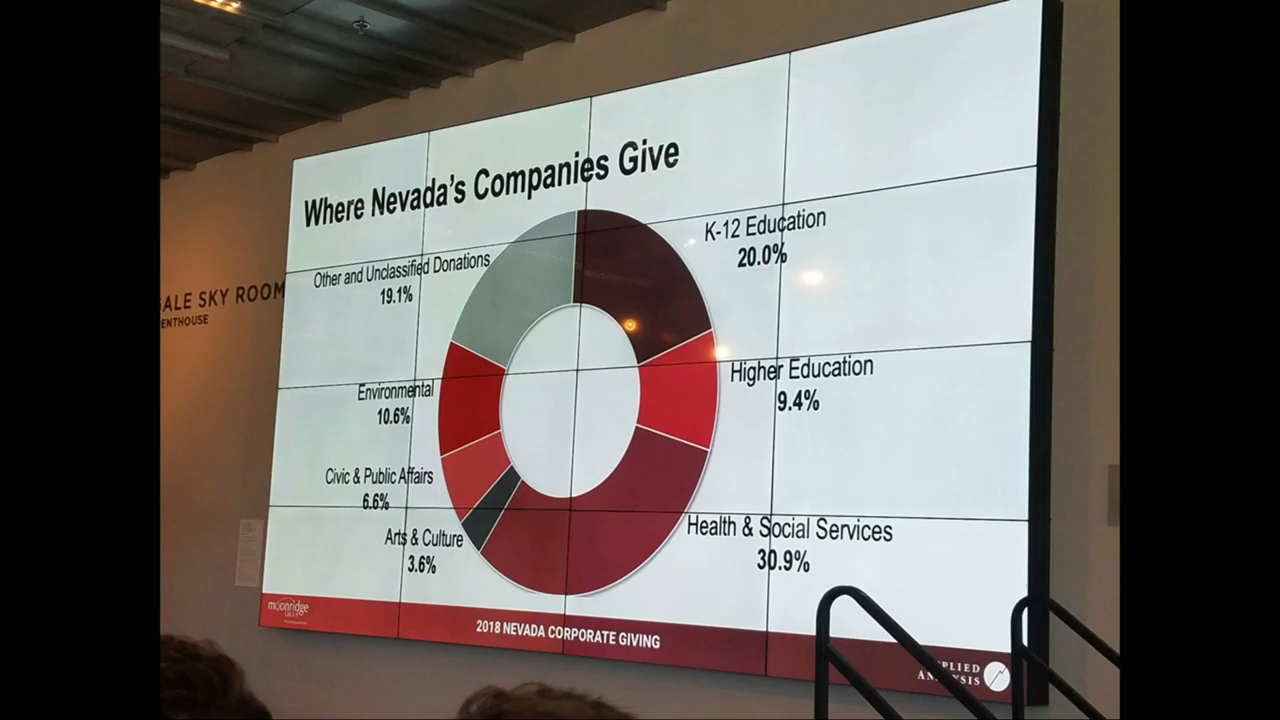 Where Nevada's Companies Give
K-12 Education
20.0%
Other and Unclassified Donations
19.1%
ALE SKY ROOM
ENTHOUSE
Higher Education
9.4%
Environmental
10.6%
Civic & Public Affairs
6.6%
Health & Social Services
30.9%
Arts & Culture
3.6%
moonridge
GROUP
2018 NEVADA CORPORATE GIVING
PLIED
ANALYSIS